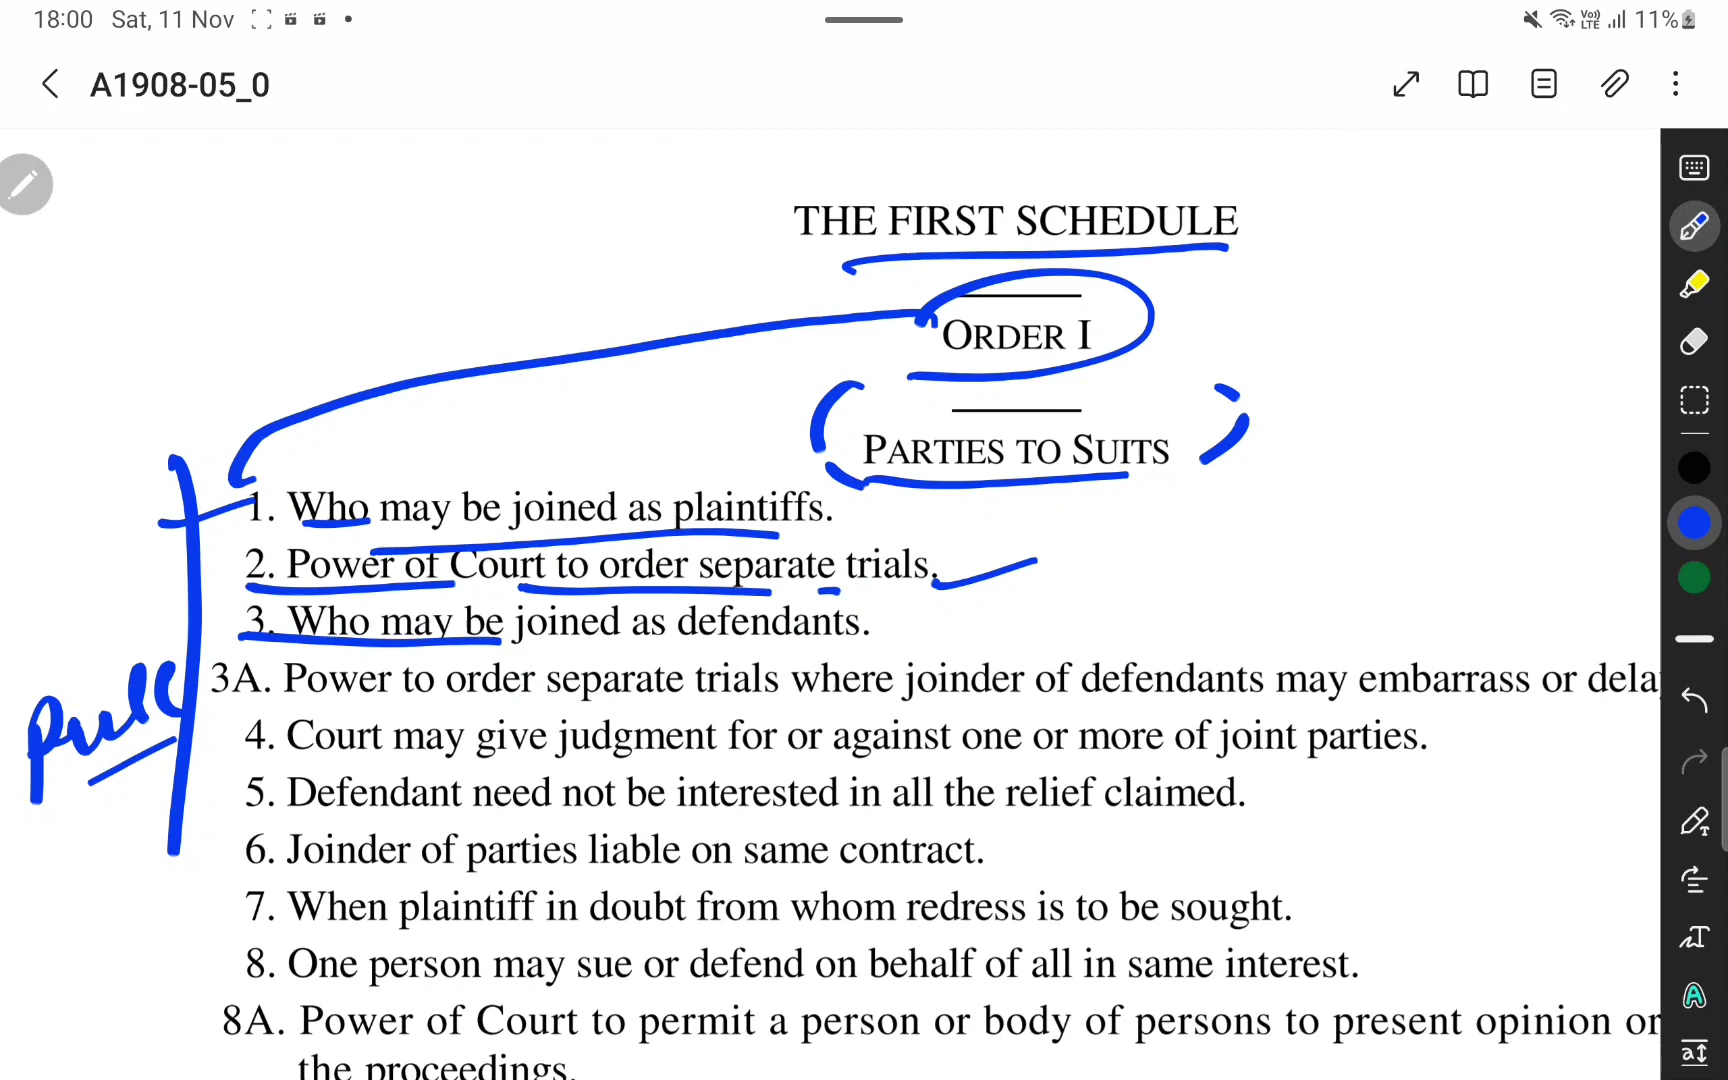 18:00 Sat, 11 Nov
Vo)) LTE 11%
A1908-05_0
THE FIRST SCHEDULE
ORDER I
PARTIES TO SUITS
1. Who may be joined as plaintiffs.
2. Power of Court to order separate trials.
3. Who may be joined as defendants.
3A. Power to order separate trials where joinder of defendants may embarrass or dela
4. Court may give judgment for or against one or more of joint parties.
5. Defendant need not be interested in all the relief claimed.
6. Joinder of parties liable on same contract.
7. When plaintiff in doubt from whom redress is to be sought.
8. One person may sue or defend on behalf of all in same interest.
8A. Power of Court to permit a person or body of persons to present opinion or
the proceedings.